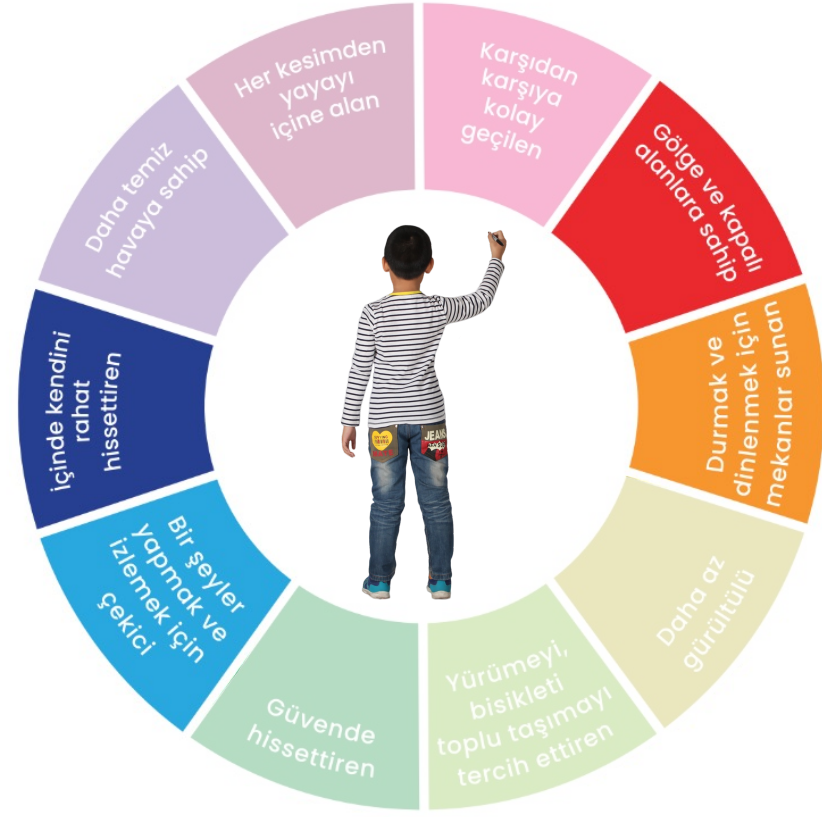 Her kesimden
yayayı
içine alan
Karşıdan
karşıya
kolay
geçilen
Gölge ve kapalı
alanlara sahip
Durmak ve
dinlenmek için
mekanlar sunan
Daha az
gürültülü
Yürümeyi,
bisikleti
toplu taşımayı
tercih ettiren
Güvende
hissettiren
Bir şeyler
yapmak ve
izlemek için
çekici
içinde kendini
rahat
hissettiren
Daha temiz
havaya sahip
JEANS